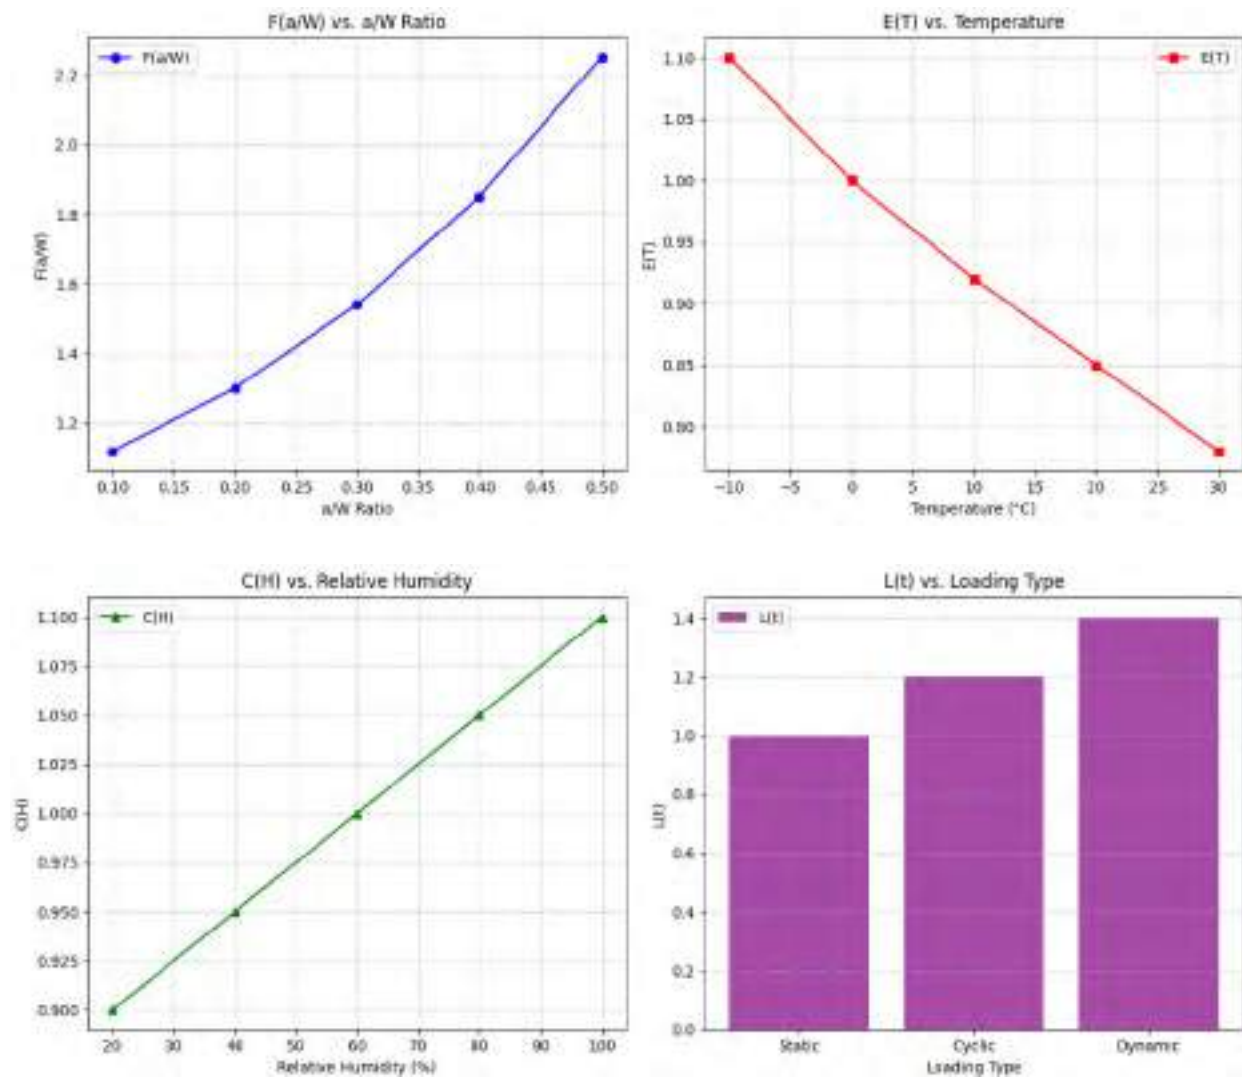 F(a/W) vs. a/W Ratio
F(a/W)
2.2
2.0
1.8
1.6
1.4
1.2
F(a/W)
0.10 0.15 0.20 0.25 0.30 0.35 0.40 0.45 0.50
a/W Ratio
E(T) vs. Temperature
E(T)
1.10
1.05
1.00
0.95
0.90
0.85
0.80
E(T)
−10 −5 0 5 10 15 20 25 30
Temperature (°C)
C(H) vs. Relative Humidity
C(H)
1.100
1.075
1.050
1.025
1.000
0.975
0.950
0.925
0.900
C(H)
20 30 40 50 60 70 80 90 100
Relative Humidity (%)
L(t) vs. Loading Type
L(t)
1.4
1.2
1.0
0.8
0.6
0.4
0.2
0.0
L(t)
Static Cyclic Dynamic
Loading Type